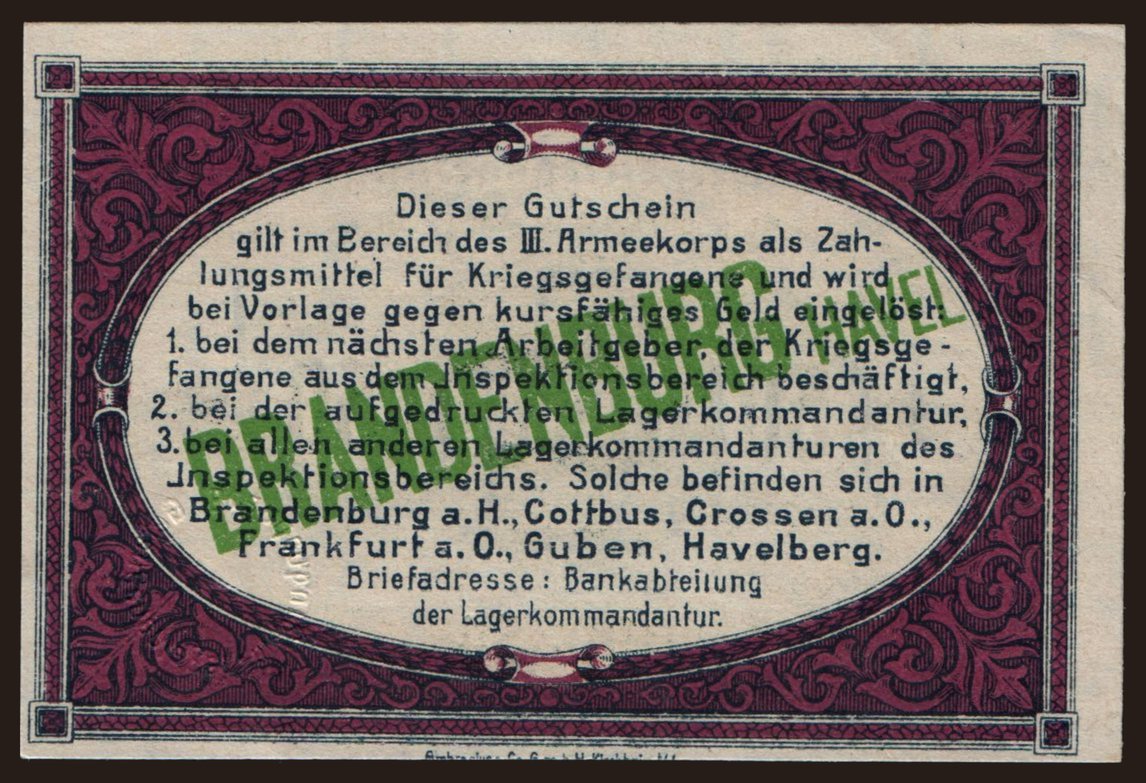 Dieser Gutschein
gilt im Bereich des III. Armeekorps als Zah-
lungsmittel für Kriegsgefangene und wird
bei Vorlage gegen kursfähiges Geld eingelöst:
1. bei dem nächsten Arbeitgeber der Kriegsge-
fangene aus dem Jnspektionsbereich beschäftigt,
2. bei der aufgedruckten Lagerkommandantur,
3. bei allen anderen Lagerkommandanturen des
Jnspektionsbereichs. Solche befinden sich in
Brandenburg a.H., Cottbus, Crossen a.O.,
Frankfurt a.O., Guben, Havelberg.
Briefadresse: Bankabteilung
der Lagerkommandantur.
BRANDENBURG HAVEL